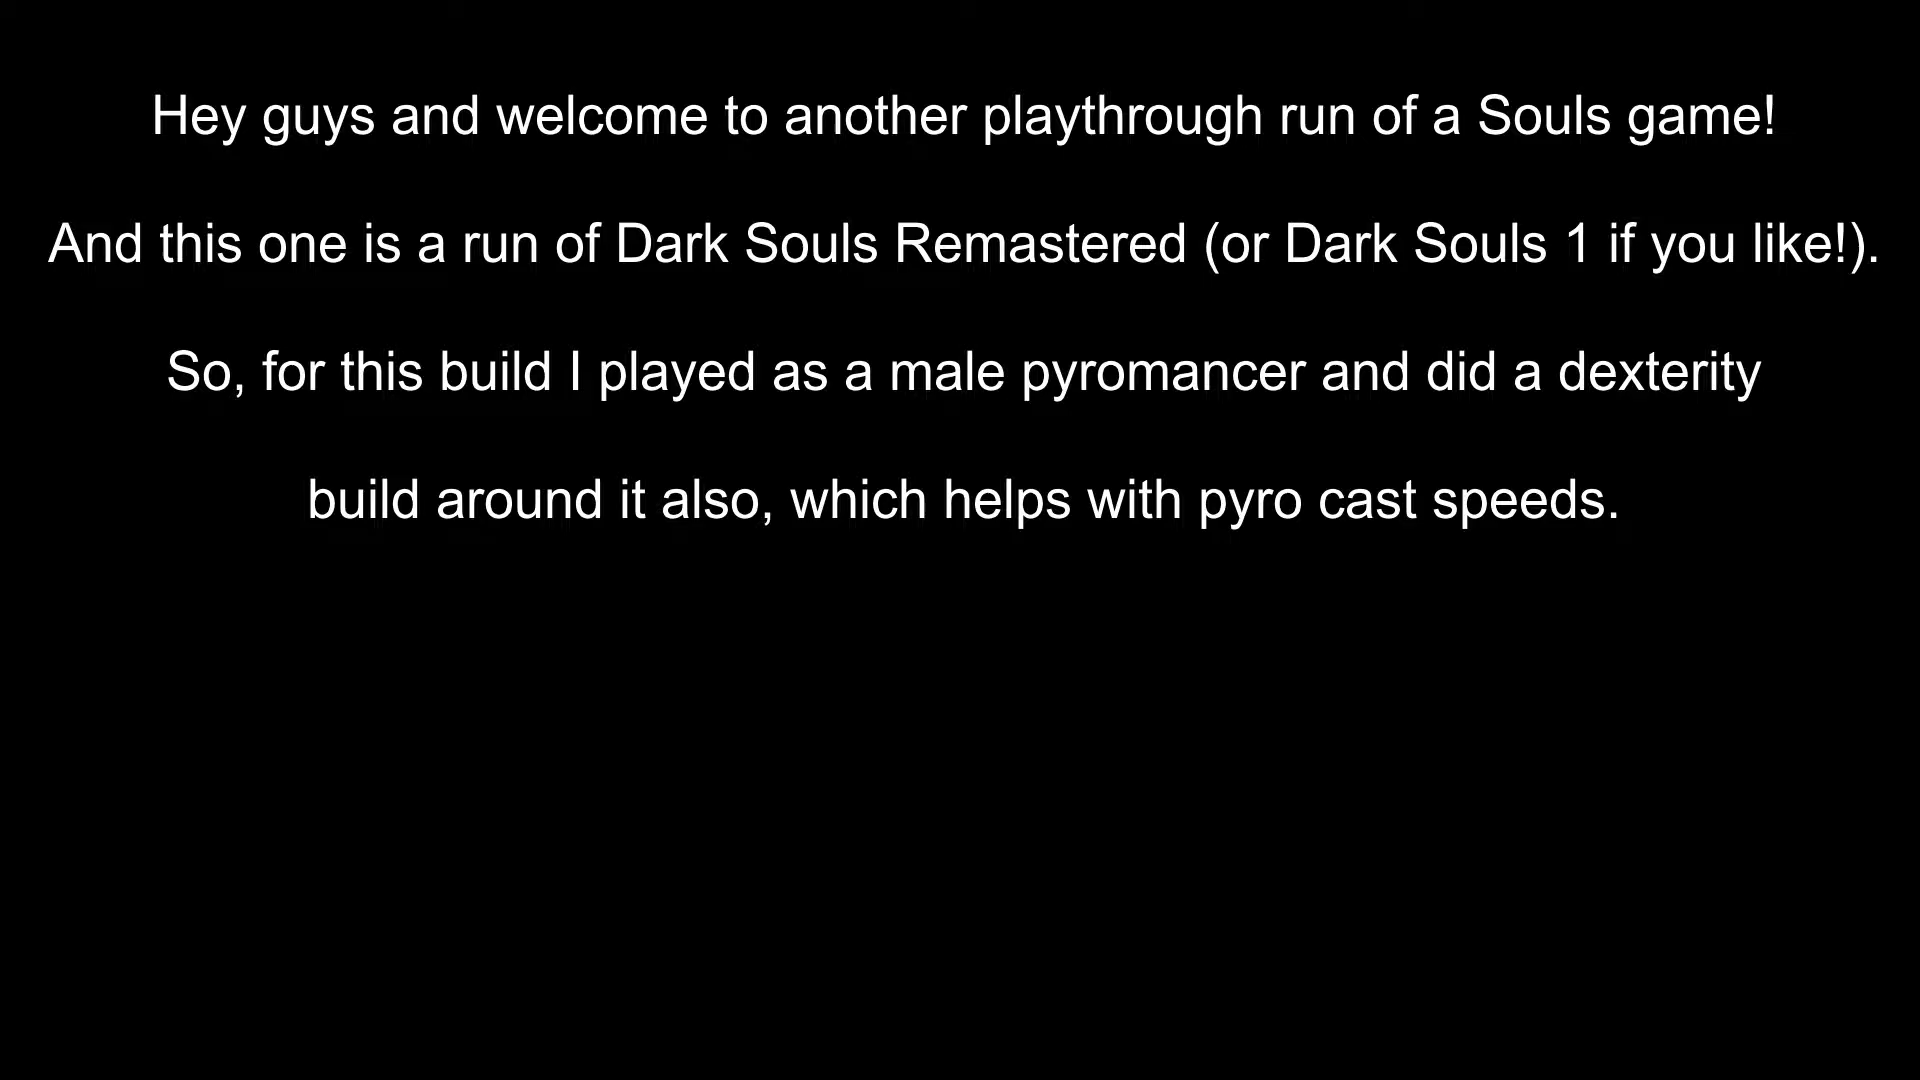 Hey guys and welcome to another playthrough run of a Souls game!
And this one is a run of Dark Souls Remastered (or Dark Souls 1 if you like!).
So, for this build I played as a male pyromancer and did a dexterity
build around it also, which helps with pyro cast speeds.